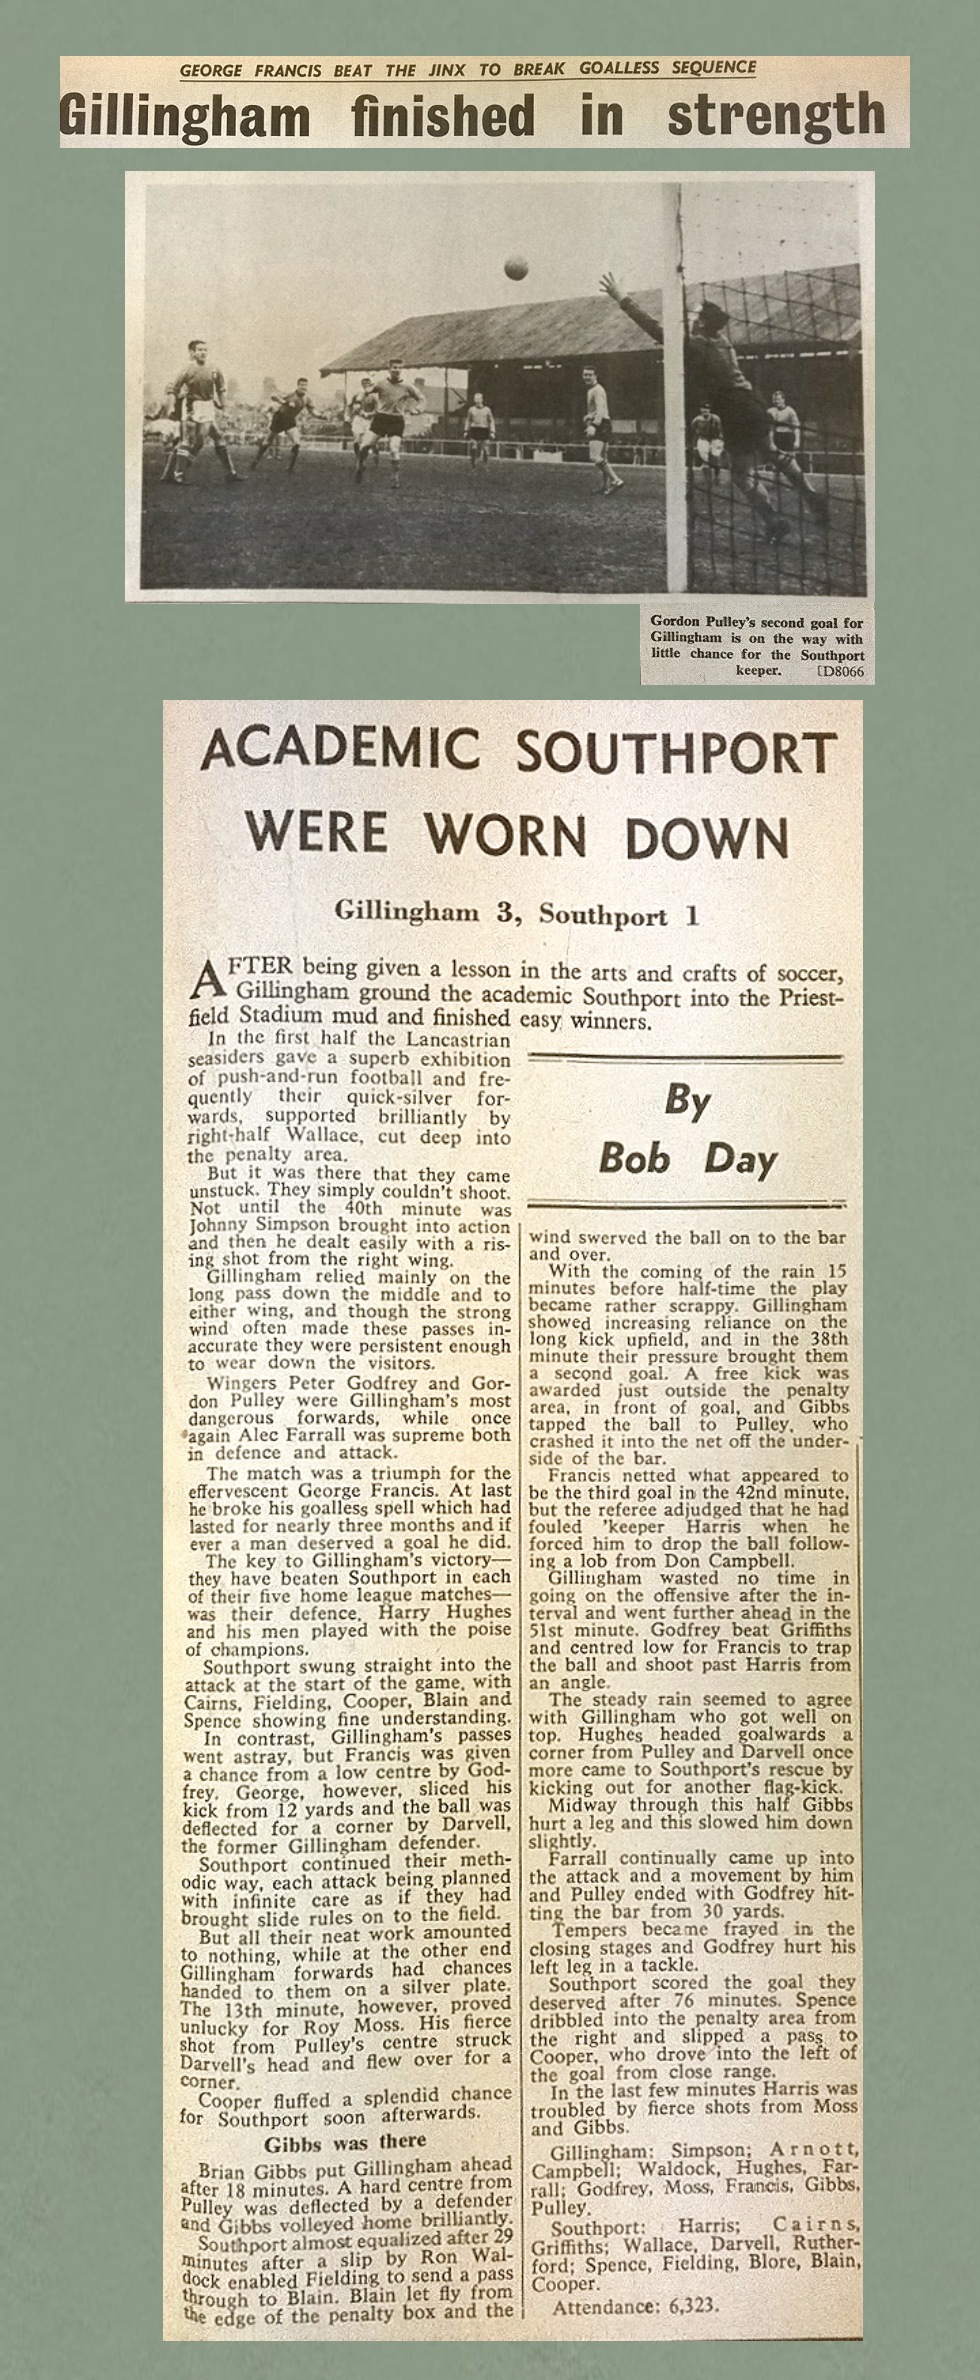 GEORGE FRANCIS BEAT THE JINX TO BREAK GOALLESS SEQUENCE
Gillingham finished in strength
Gordon Pulley's second goal for
Gillingham is on the way with
little chance for the Southport
keeper. [D8066
ACADEMIC SOUTHPORT
WERE WORN DOWN
Gillingham 3, Southport 1
AFTER being given a lesson in the arts and crafts of soccer,
Gillingham ground the academic Southport into the Priest-
field Stadium mud and finished easy winners.
In the first half the Lancastrian
seasiders gave a superb exhibition
of push-and-run football and fre-
quently their quick-silver for-
wards, supported brilliantly by
right-half Wallace, cut deep into
the penalty area.
But it was there that they came
unstuck. They simply couldn't shoot.
Not until the 40th minute was
Johnny Simpson brought into action
and then he dealt easily with a ris-
ing shot from the right wing.
Gillingham relied mainly on the
long pass down the middle and to
either wing, and though the strong
wind often made these passes in-
accurate they were persistent enough
to wear down the visitors.
Wingers Peter Godfrey and Gor-
don Pulley were Gillingham's most
dangerous forwards, while once
again Alec Farrall was supreme both
in defence and attack.
The match was a triumph for the
effervescent George Francis. At last
he broke his goalless spell which had
lasted for nearly three months and if
ever a man deserved a goal he did.
The key to Gillingham's victory—
they have beaten Southport in each
of their five home league matches—
was their defence. Harry Hughes
and his men played with the poise
of champions.
Southport swung straight into the
attack at the start of the game, with
Cairns, Fielding, Cooper, Blain and
Spence showing fine understanding.
In contrast, Gillingham's passes
went astray, but Francis was given
a chance from a low centre by God-
frey. George, however, sliced his
kick from 12 yards and the ball was
deflected for a corner by Darvell,
the former Gillingham defender.
Southport continued their meth-
odic way, each attack being planned
with infinite care as if they had
brought slide rules on to the field.
But all their neat work amounted
to nothing, while at the other end
Gillingham forwards had chances
handed to them on a silver plate.
The 13th minute, however, proved
unlucky for Roy Moss. His fierce
shot from Pulley's centre struck
Darvell's head and flew over for a
corner.
Cooper fluffed a splendid chance
for Southport soon afterwards.
Gibbs was there
Brian Gibbs put Gillingham ahead
after 18 minutes. A hard centre from
Pulley was deflected by a defender
and Gibbs volleyed home brilliantly.
Southport almost equalized after 29
minutes after a slip by Ron Wal-
dock enabled Fielding to send a pass
through to Blain. Blain let fly from
the edge of the penalty box and the
By
Bob Day
wind swerved the ball on to the bar
and over.
With the coming of the rain 15
minutes before half-time the play
became rather scrappy. Gillingham
showed increasing reliance on the
long kick upfield, and in the 38th
minute their pressure brought them
a second goal. A free kick was
awarded just outside the penalty
area, in front of goal, and Gibbs
tapped the ball to Pulley, who
crashed it into the net off the under-
side of the bar.
Francis netted what appeared to
be the third goal in the 42nd minute,
but the referee adjudged that he had
fouled 'keeper Harris when he
forced him to drop the ball follow-
ing a lob from Don Campbell.
Gillingham wasted no time in
going on the offensive after the in-
terval and went further ahead in the
51st minute. Godfrey beat Griffiths
and centred low for Francis to trap
the ball and shoot past Harris from
an angle.
The steady rain seemed to agree
with Gillingham who got well on
top. Hughes headed goalwards a
corner from Pulley and Darvell once
more came to Southport's rescue by
kicking out for another flag-kick.
Midway through this half Gibbs
hurt a leg and this slowed him down
slightly.
Farrall continually came up into
the attack and a movement by him
and Pulley ended with Godfrey hit-
ting the bar from 30 yards.
Tempers became frayed in the
closing stages and Godfrey hurt his
left leg in a tackle.
Southport scored the goal they
deserved after 76 minutes. Spence
dribbled into the penalty area from
the right and slipped a pass to
Cooper, who drove into the left of
the goal from close range.
In the last few minutes Harris was
troubled by fierce shots from Moss
and Gibbs.
Gillingham: Simpson; Arnott,
Campbell; Waldock, Hughes, Far-
rall; Godfrey, Moss, Francis, Gibbs,
Pulley.
Southport: Harris; Cairns,
Griffiths; Wallace, Darvell, Ruther-
ford; Spence, Fielding, Blore, Blain,
Cooper.
Attendance: 6,323.